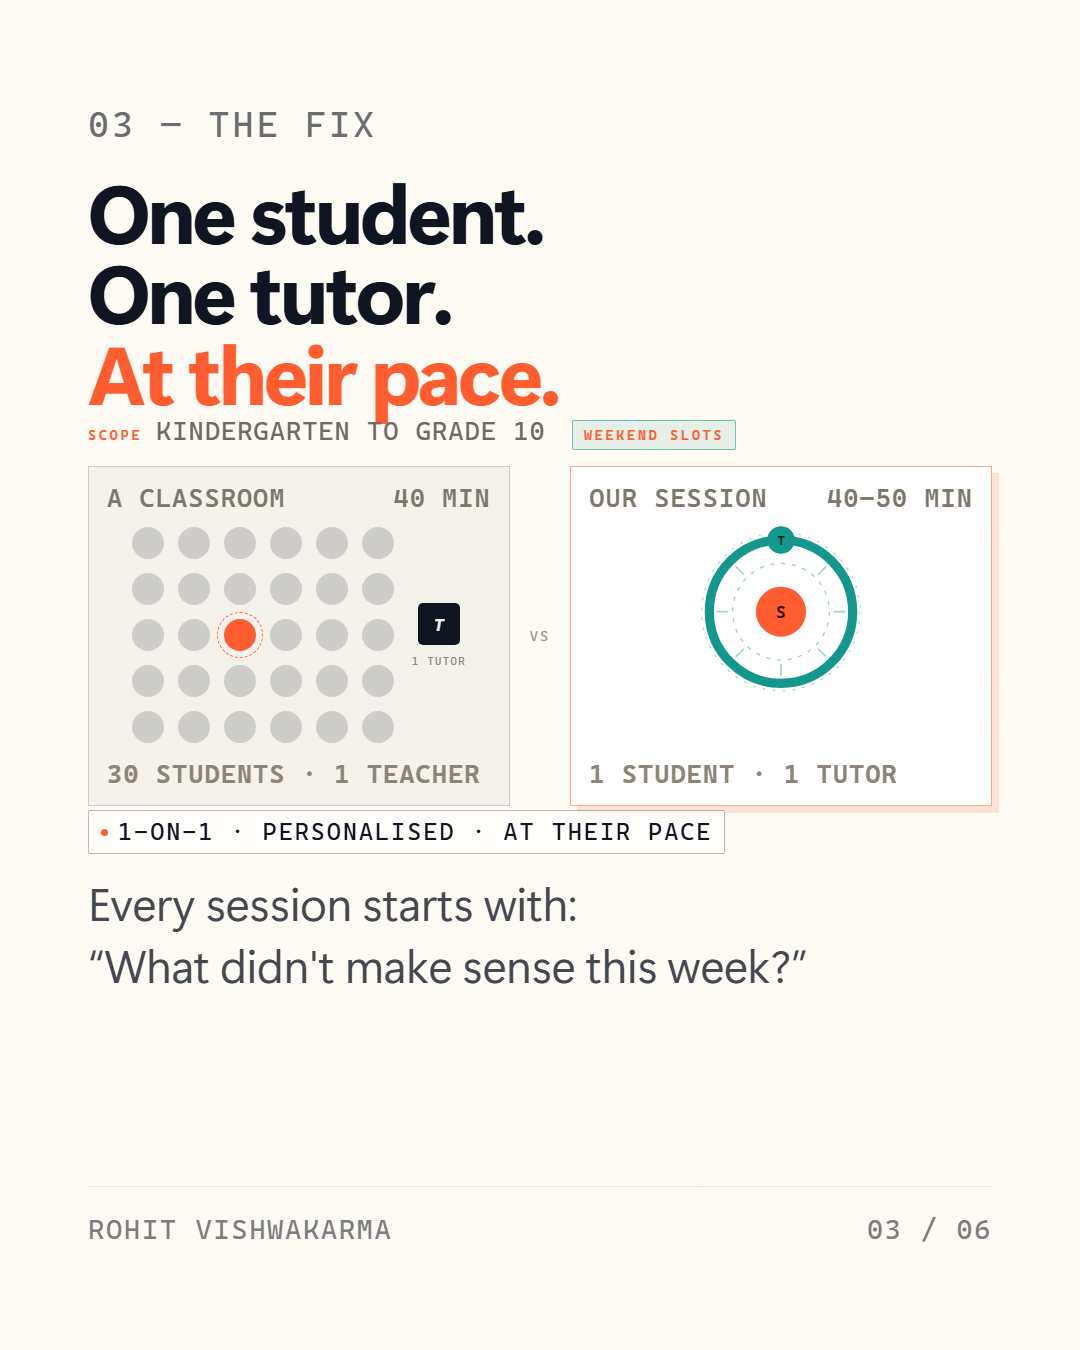 03 — THE FIX
One student.
One tutor.
At their pace.
SCOPE KINDERGARTEN TO GRADE 10 WEEKEND SLOTS
A CLASSROOM 40 MIN
T
1 TUTOR
30 STUDENTS · 1 TEACHER
VS
OUR SESSION 40–50 MIN
T
S
1 STUDENT · 1 TUTOR
1-ON-1 · PERSONALISED · AT THEIR PACE
Every session starts with:
“What didn't make sense this week?”
ROHIT VISHWAKARMA 03 / 06